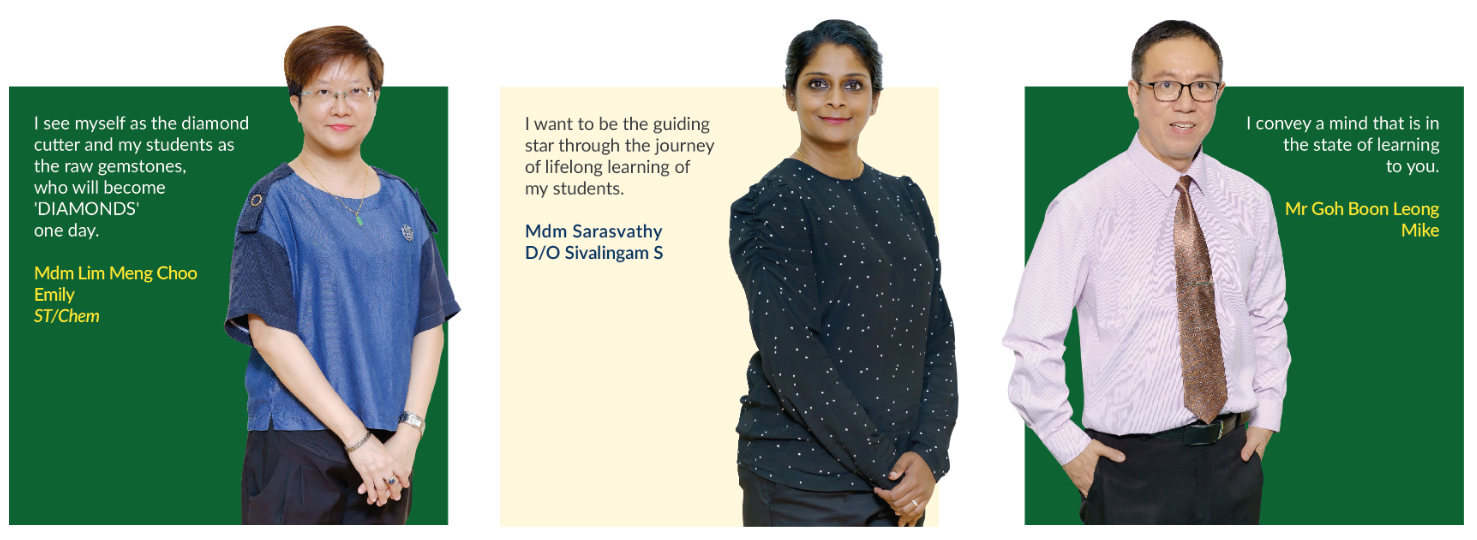 I see myself as the diamond
cutter and my students as
the raw gemstones,
who will become
'DIAMONDS'
one day.
Mdm Lim Meng Choo
Emily
ST/Chem
I want to be the guiding
star through the journey
of lifelong learning of
my students.
Mdm Sarasvathy
D/O Sivalingam S
I convey a mind that is in
the state of learning
to you.
Mr Goh Boon Leong
Mike